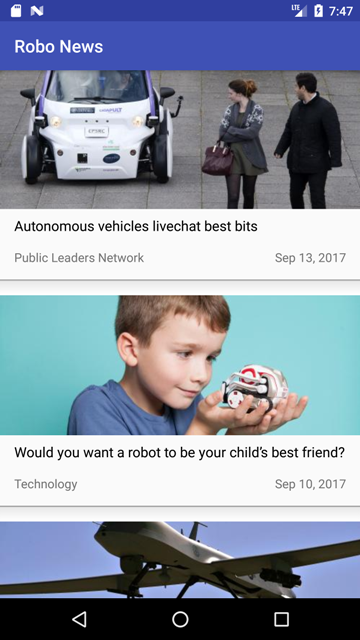 LTE 7:47
Robo News
Autonomous vehicles livechat best bits
Public Leaders Network Sep 13, 2017
Would you want a robot to be your child’s best friend?
Technology Sep 10, 2017